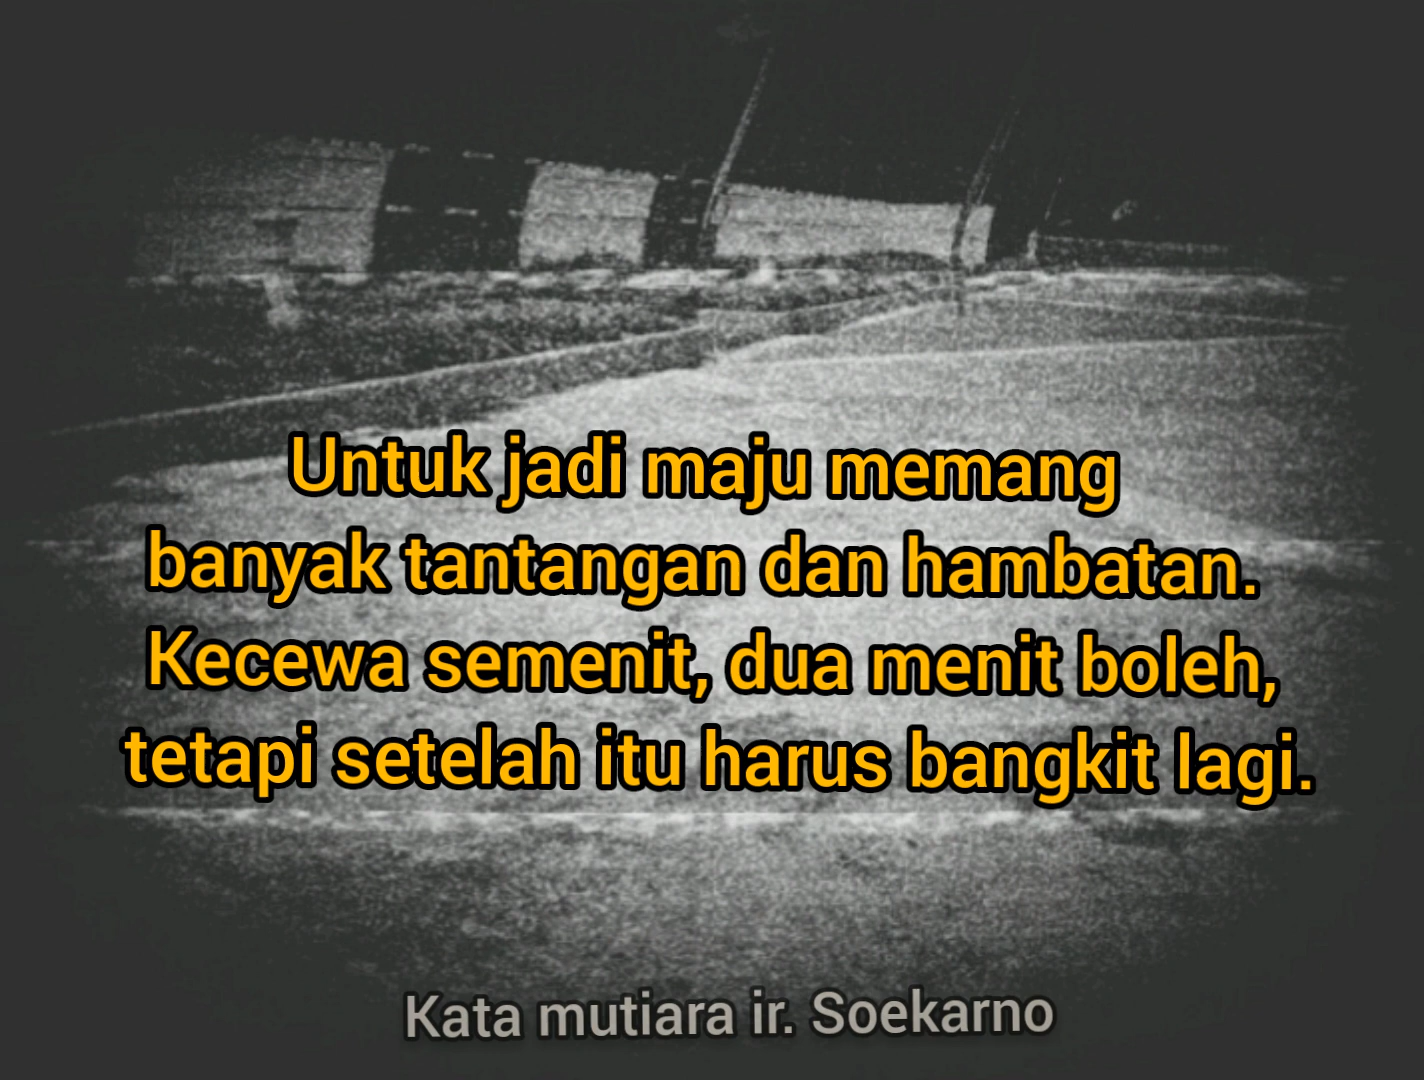 Untuk jadi maju memang
banyak tantangan dan hambatan.
Kecewa semenit, dua menit boleh,
tetapi setelah itu harus bangkit lagi.
Kata mutiara ir. Soekarno